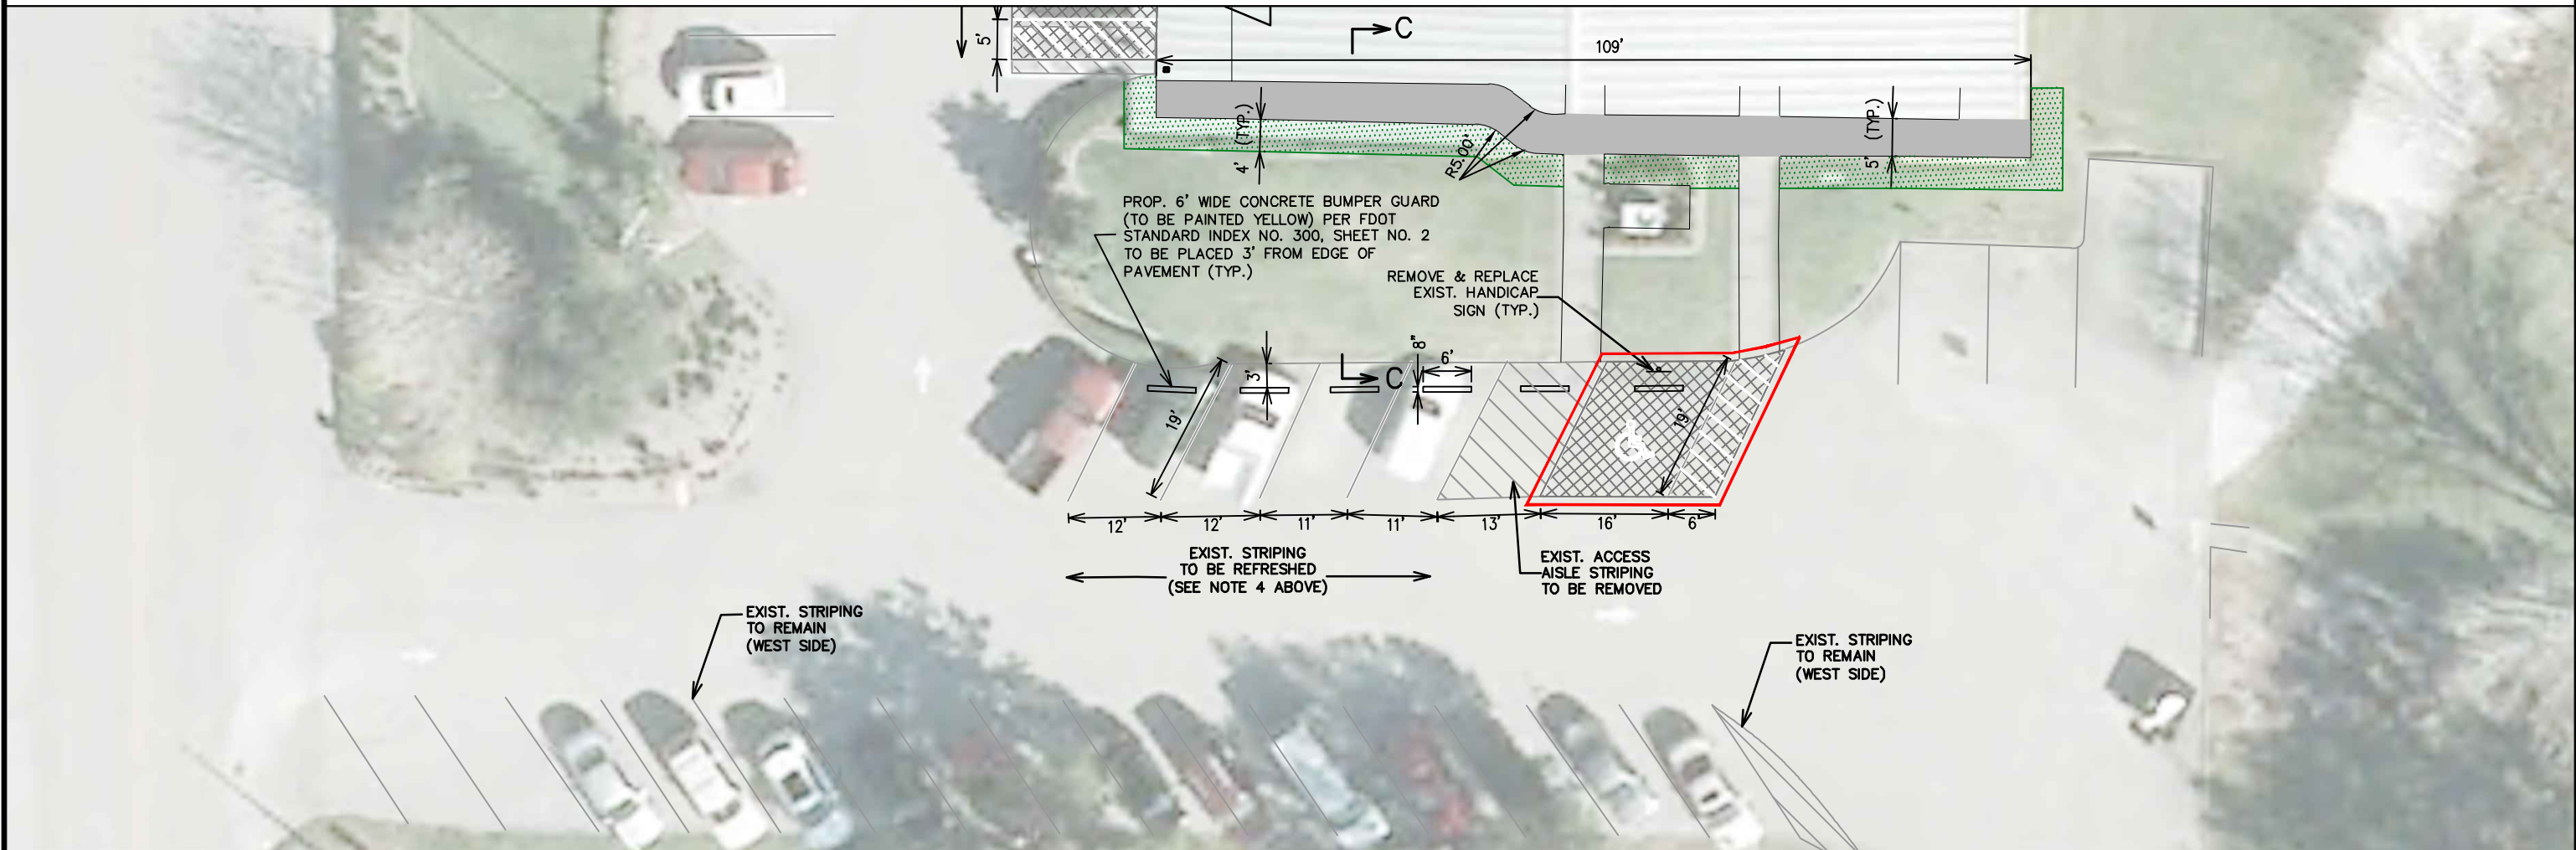 5'
C
109'
4' (TYP.)
R5.00'
5' (TYP.)
PROP. 6' WIDE CONCRETE BUMPER GUARD
(TO BE PAINTED YELLOW) PER FDOT
STANDARD INDEX NO. 300, SHEET NO. 2
TO BE PLACED 3' FROM EDGE OF
PAVEMENT (TYP.)
REMOVE & REPLACE
EXIST. HANDICAP
SIGN (TYP.)
8"
6'
3'
C
19'
19'
12'
12'
11'
11'
13'
16'
6'
EXIST. STRIPING
TO BE REFRESHED
(SEE NOTE 4 ABOVE)
EXIST. ACCESS
AISLE STRIPING
TO BE REMOVED
EXIST. STRIPING
TO REMAIN
(WEST SIDE)
EXIST. STRIPING
TO REMAIN
(WEST SIDE)